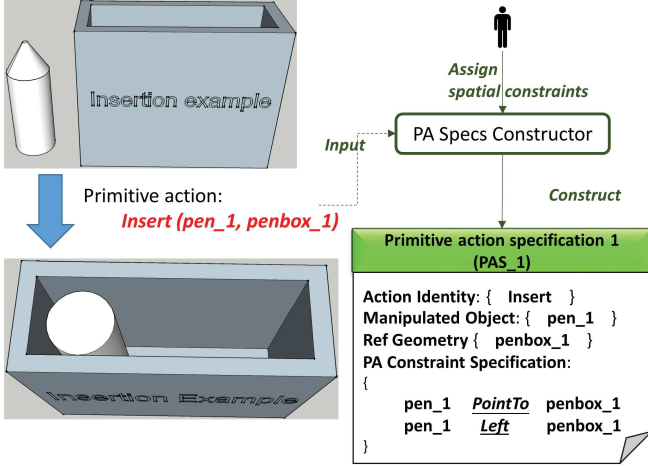 Insertion example
Primitive action:
Insert (pen_1, penbox_1)
Insertion Example
Assign
spatial constraints
PA Specs Constructor
Input
Construct
Primitive action specification 1
(PAS_1)
Action Identity: { Insert }
Manipulated Object: { pen_1 }
Ref Geometry { penbox_1 }
PA Constraint Specification:
{
pen_1 PointTo penbox_1
pen_1 Left penbox_1
}